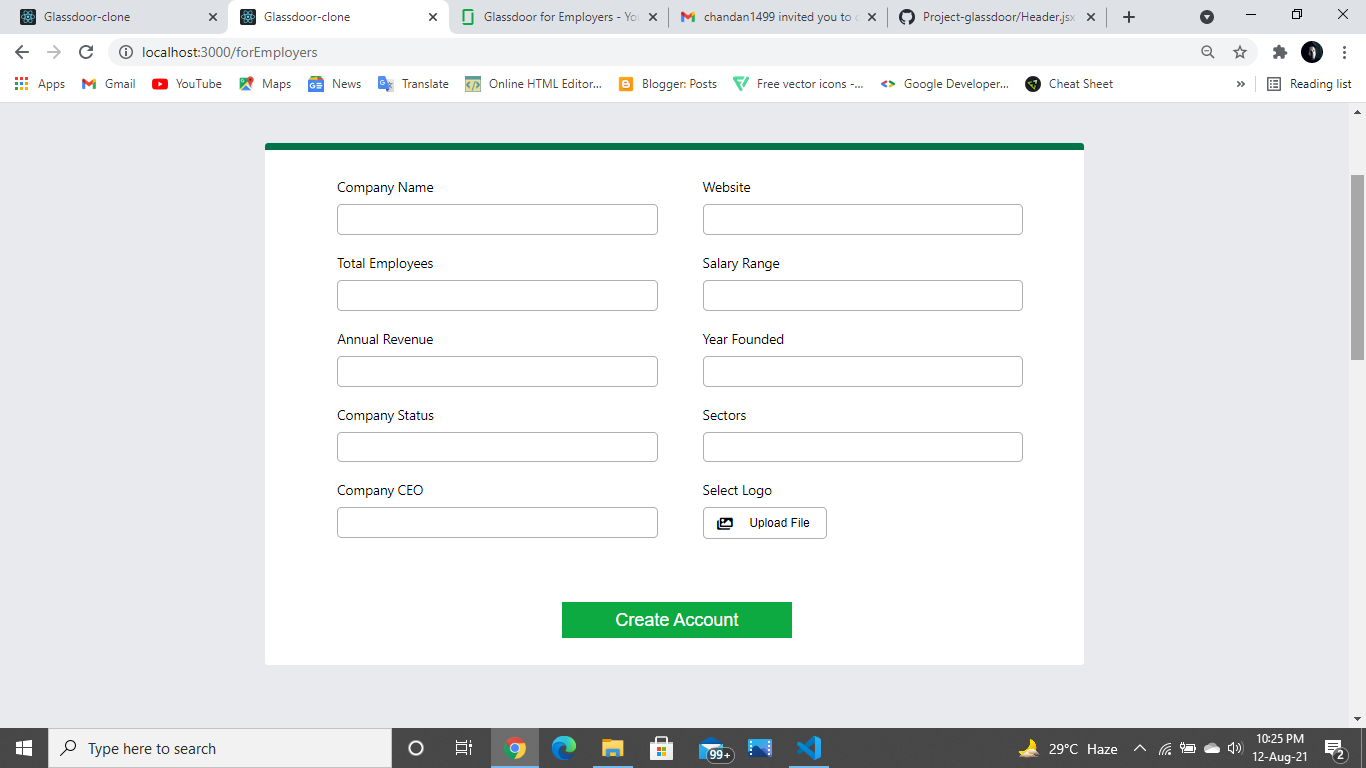 Glassdoor-clone
Glassdoor-clone
Glassdoor for Employers - Yo
chandan1499 invited you to
Project-glassdoor/Header.jsx
localhost:3000/forEmployers
Apps Gmail YouTube Maps News Translate Online HTML Editor... Blogger: Posts Free vector icons -... Google Developer... Cheat Sheet » Reading list
Company Name
Website
Total Employees
Salary Range
Annual Revenue
Year Founded
Company Status
Sectors
Company CEO
Select Logo
Upload File
Create Account
Type here to search
99+
29°C Haze
10:25 PM
12-Aug-21
2